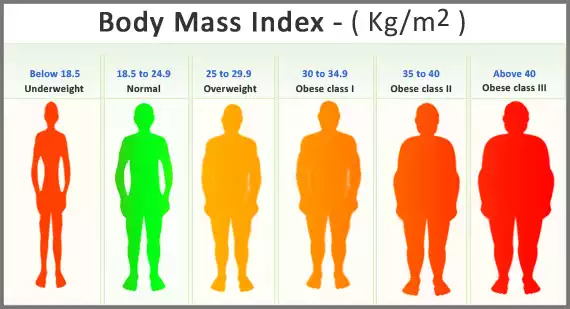 Body Mass Index - ( Kg/m2 )
Below 18.5
Underweight
18.5 to 24.9
Normal
25 to 29.9
Overweight
30 to 34.9
Obese class I
35 to 40
Obese class II
Above 40
Obese class III